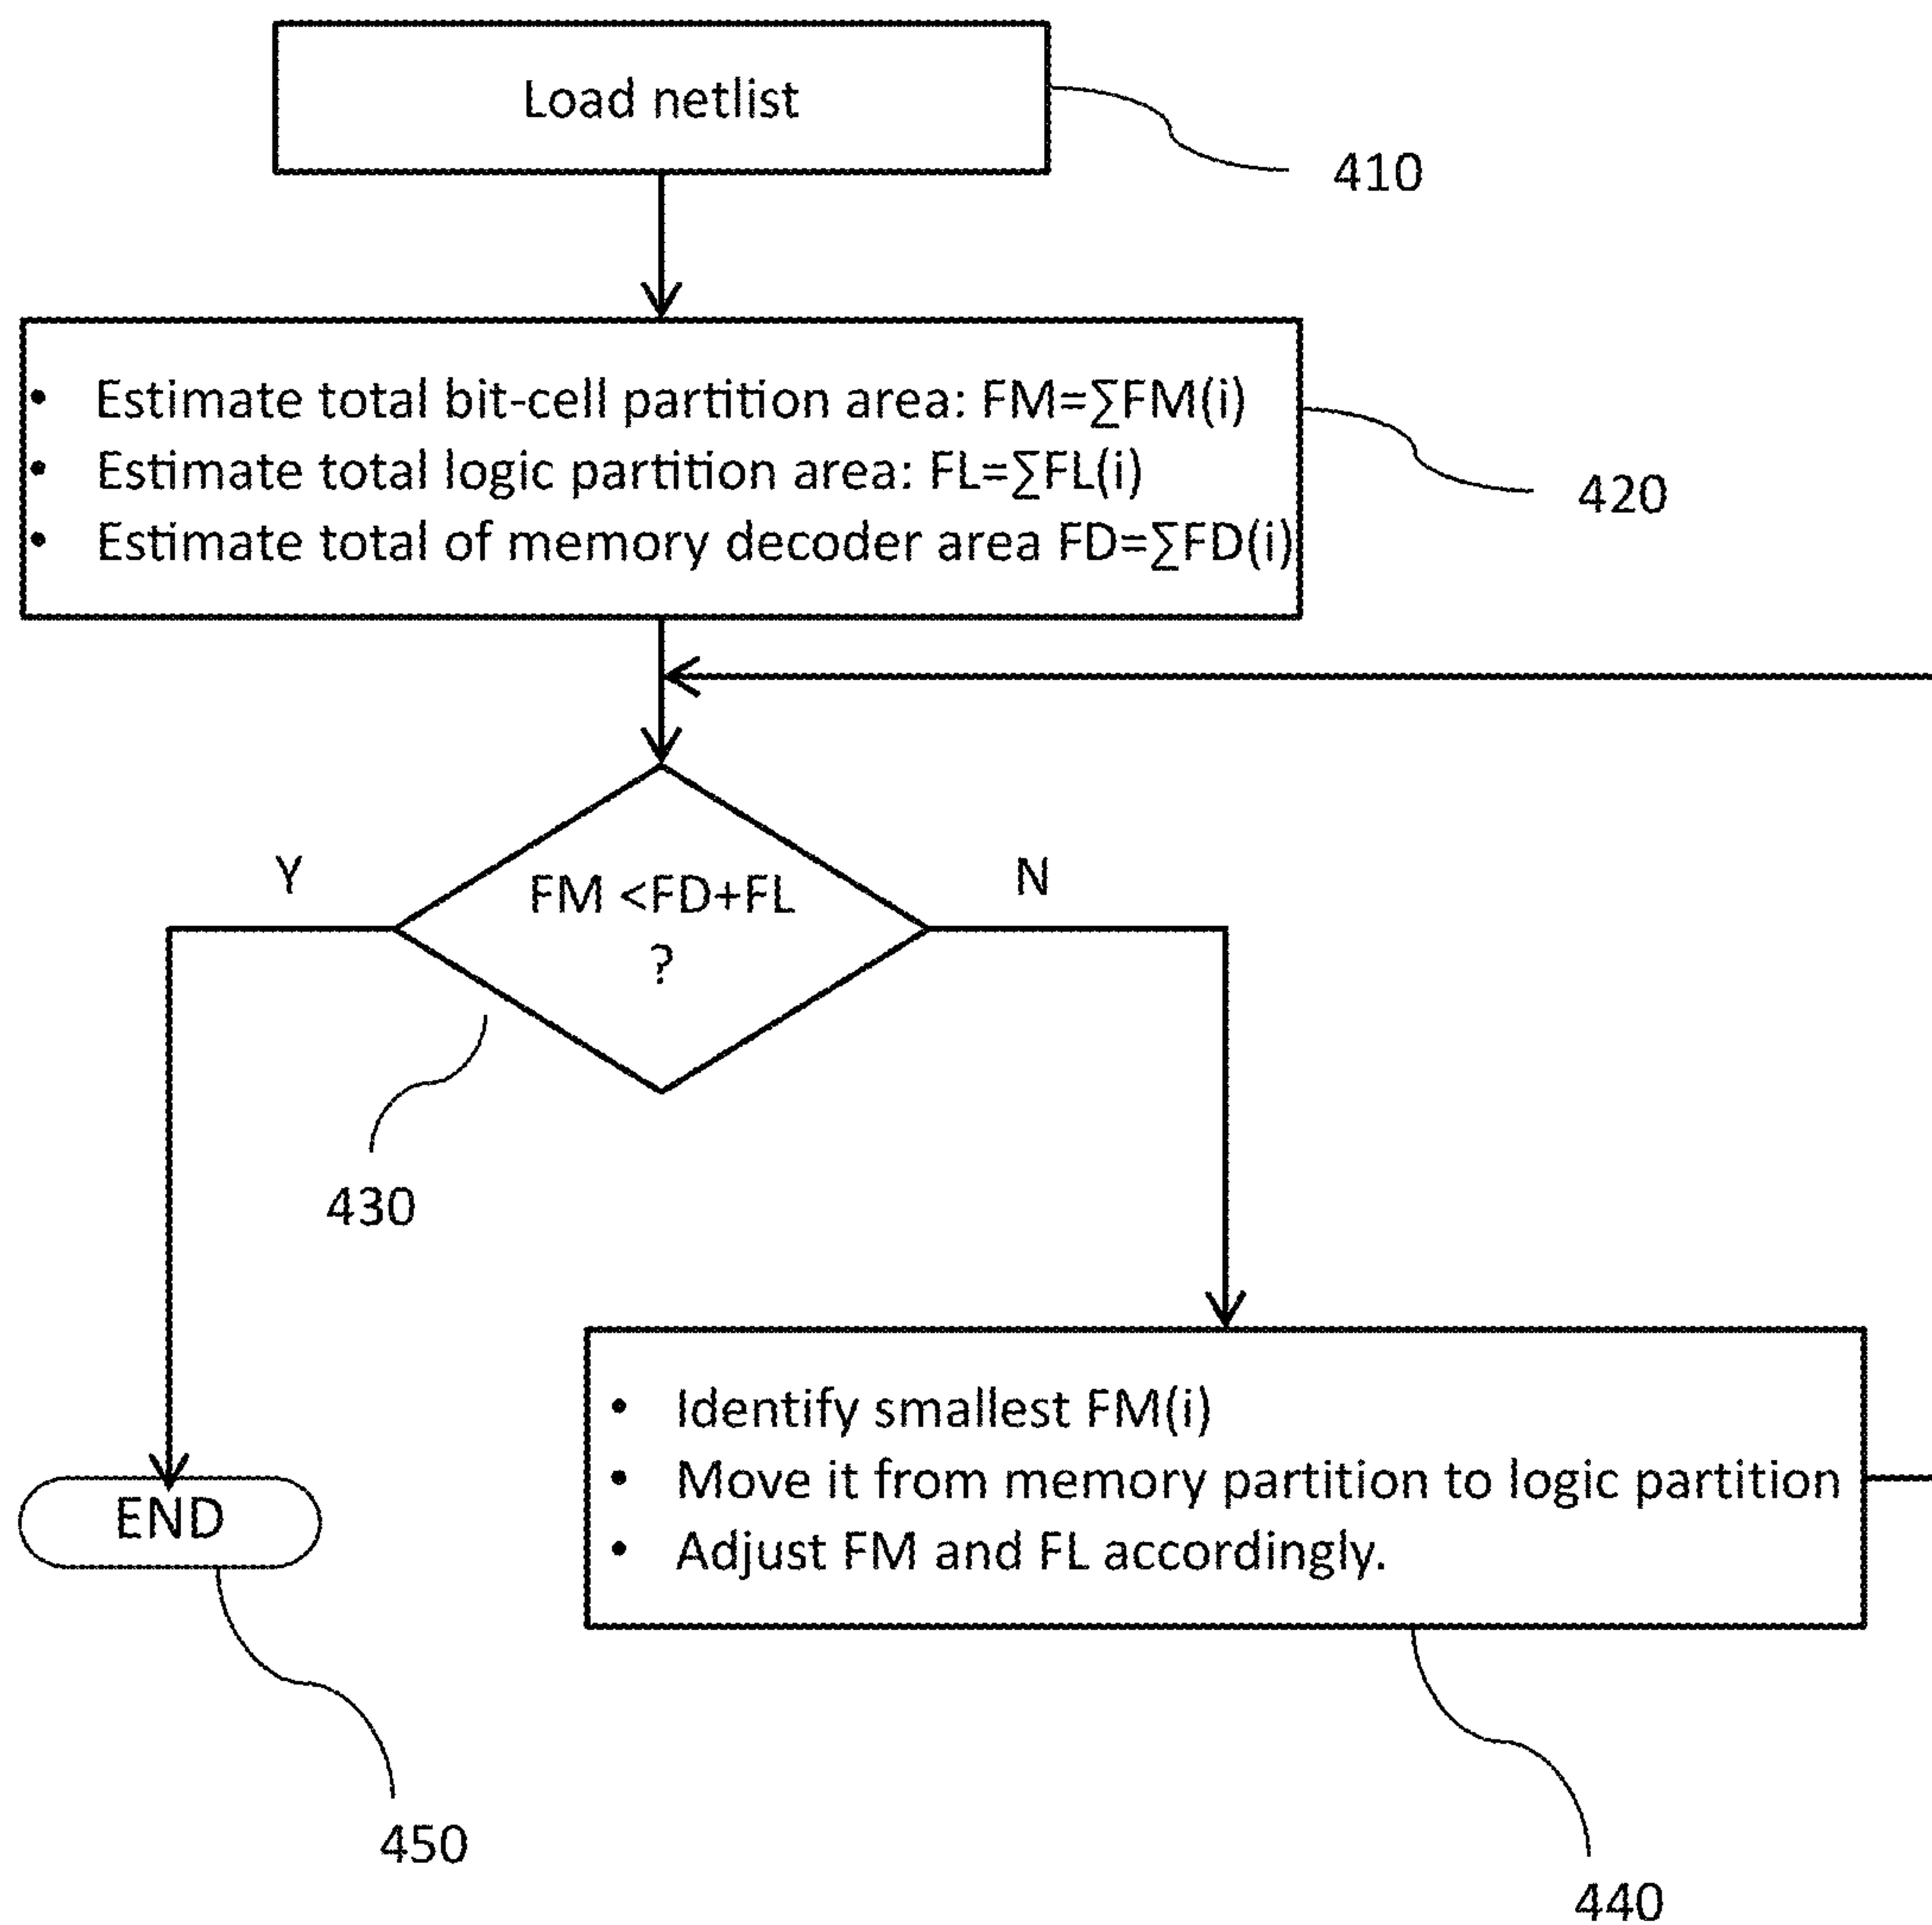 Load netlist
410
• Estimate total bit-cell partition area: FM=∑FM(i)
• Estimate total logic partition area: FL=∑FL(i)
• Estimate total of memory decoder area FD=∑FD(i)
420
Y
FM <FD+FL
?
N
430
• Identify smallest FM(i)
• Move it from memory partition to logic partition
• Adjust FM and FL accordingly.
END
450
440